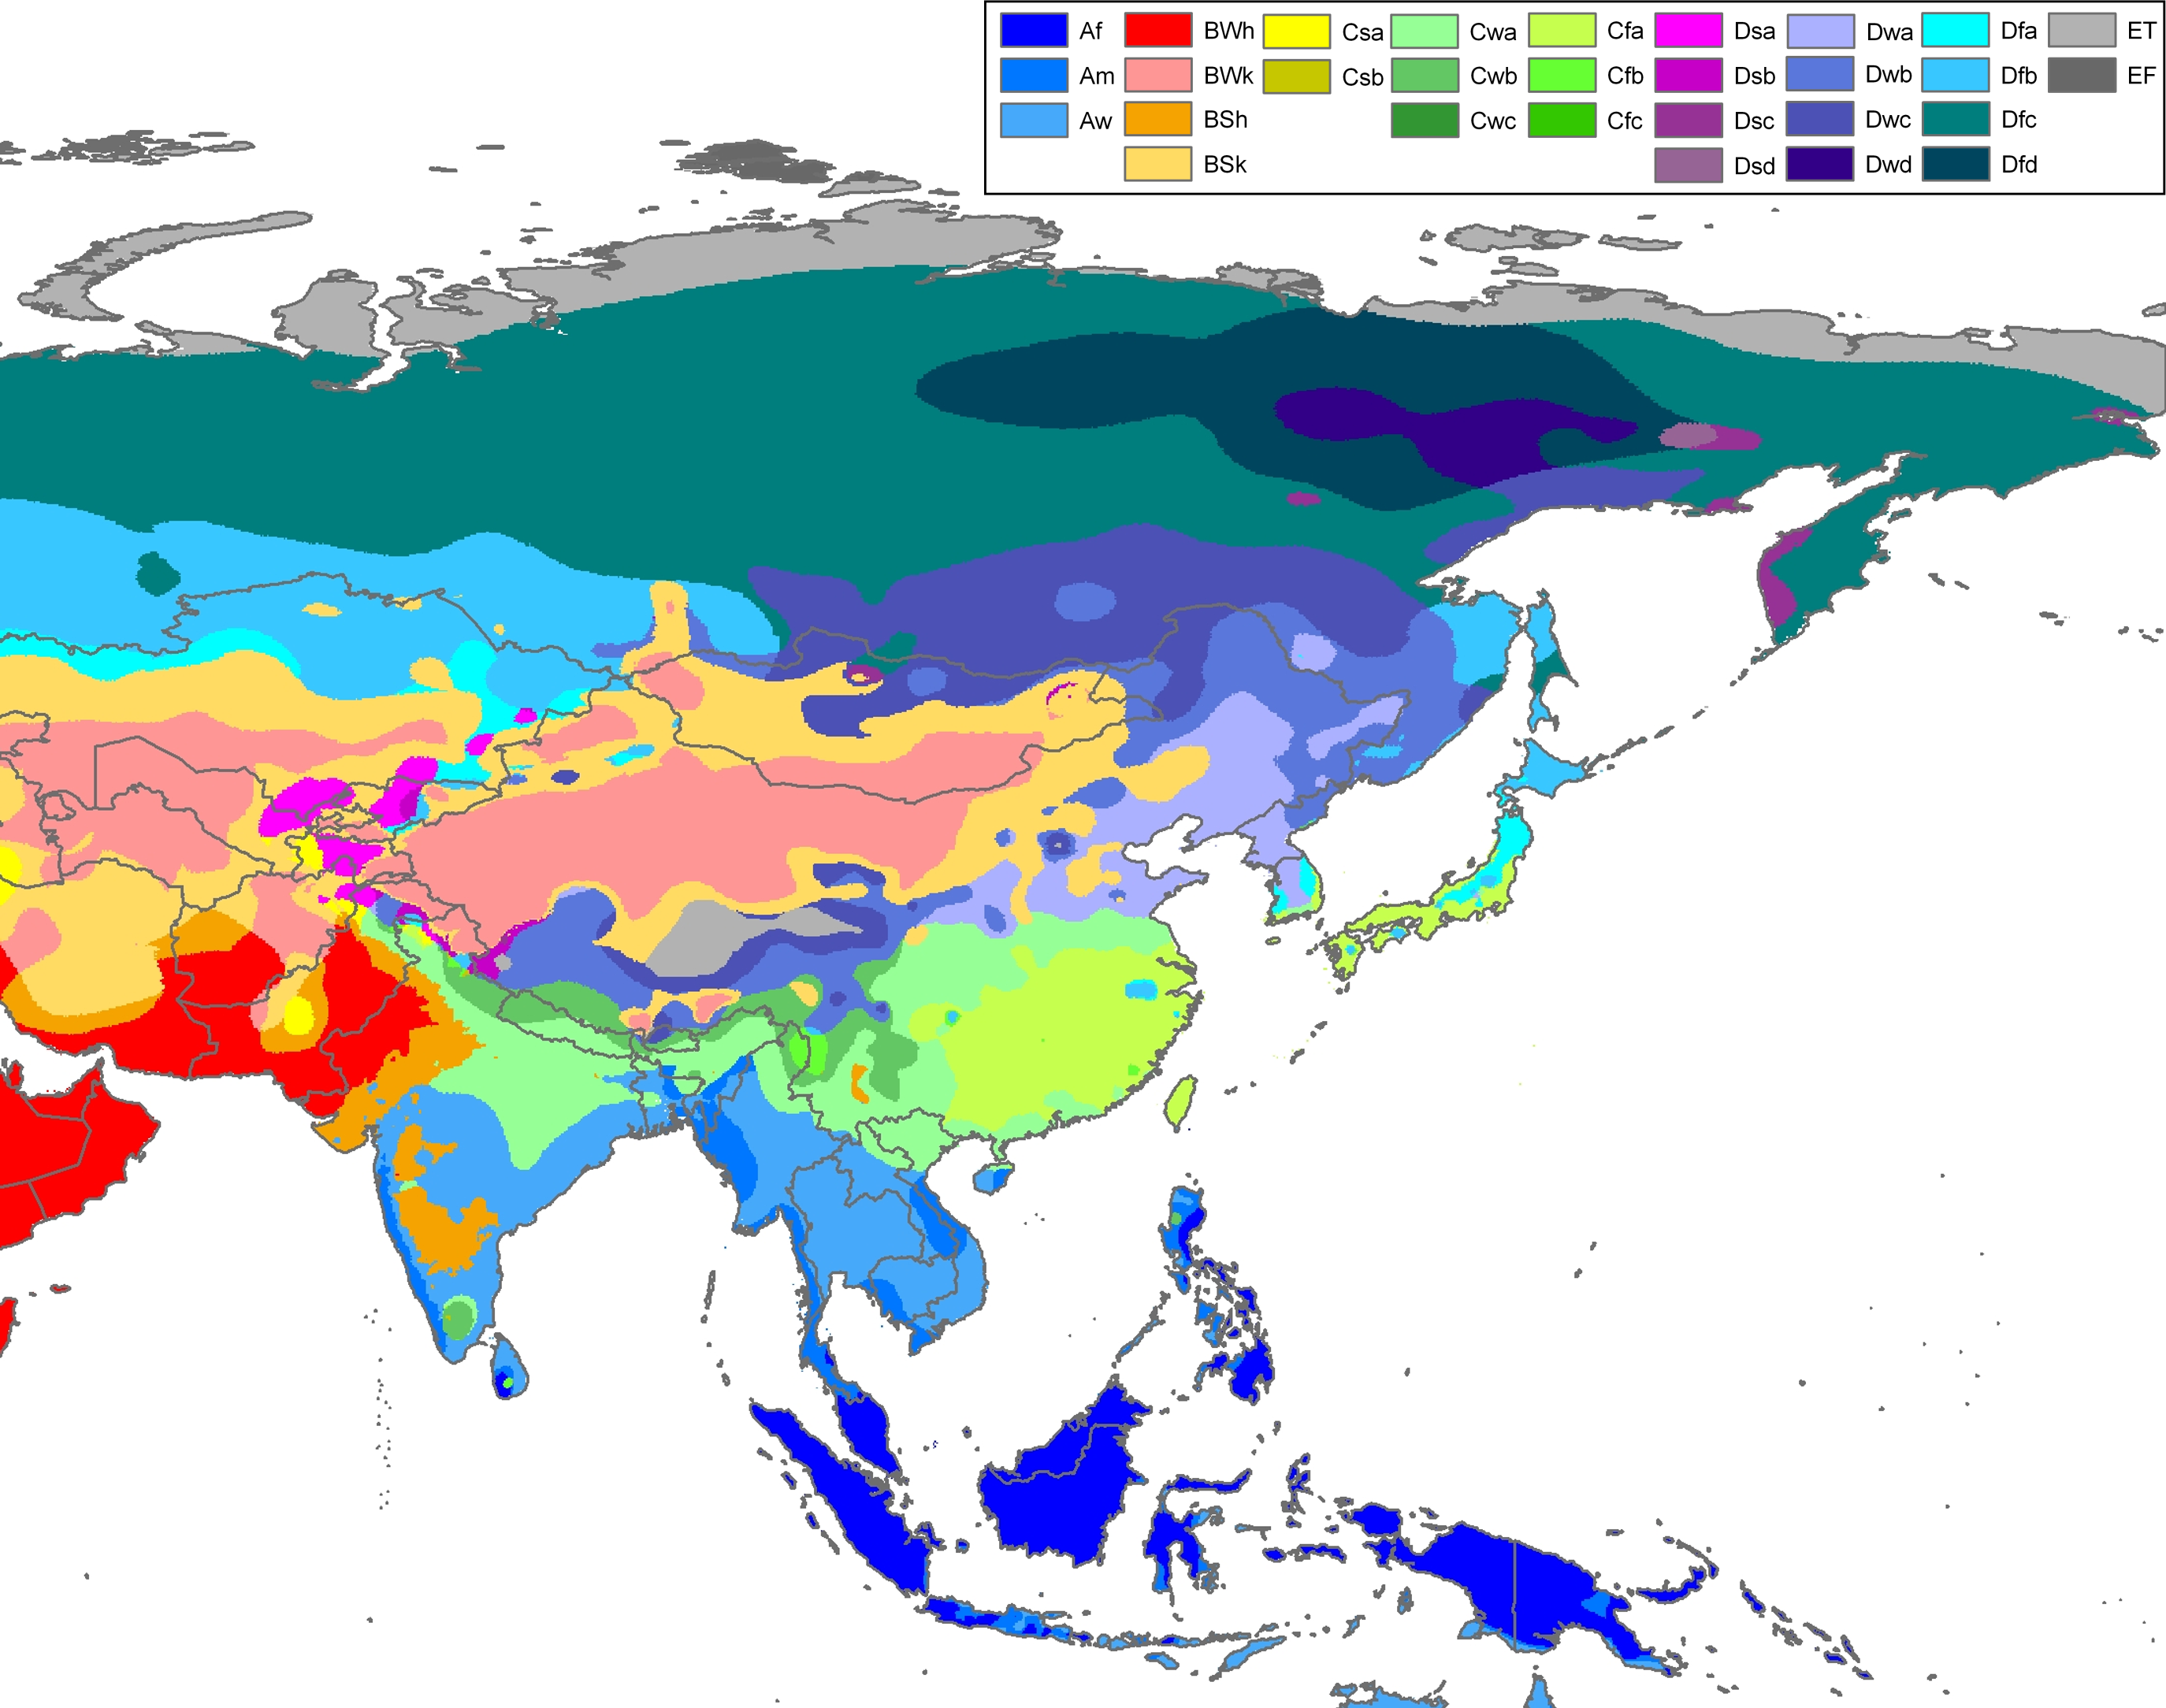 Af BWh Csa Cwa Cfa Dsa Dwa Dfa ET
Am BWk Csb Cwb Cfb Dsb Dwb Dfb EF
Aw BSh Cwc Cfc Dsc Dwc Dfc
BSk Dsd Dwd Dfd